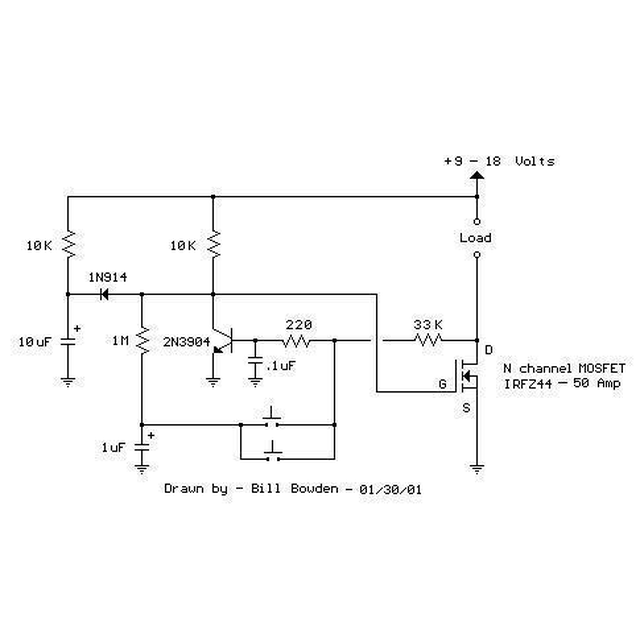 +9 - 18 Volts
10K
10K
Load
1N914
10uF
+
1M
2N3904
220
33K
.1uF
D
G
S
N channel MOSFET
IRFZ44 - 50 Amp
1uF
+
Drawn by - Bill Bowden - 01/30/01